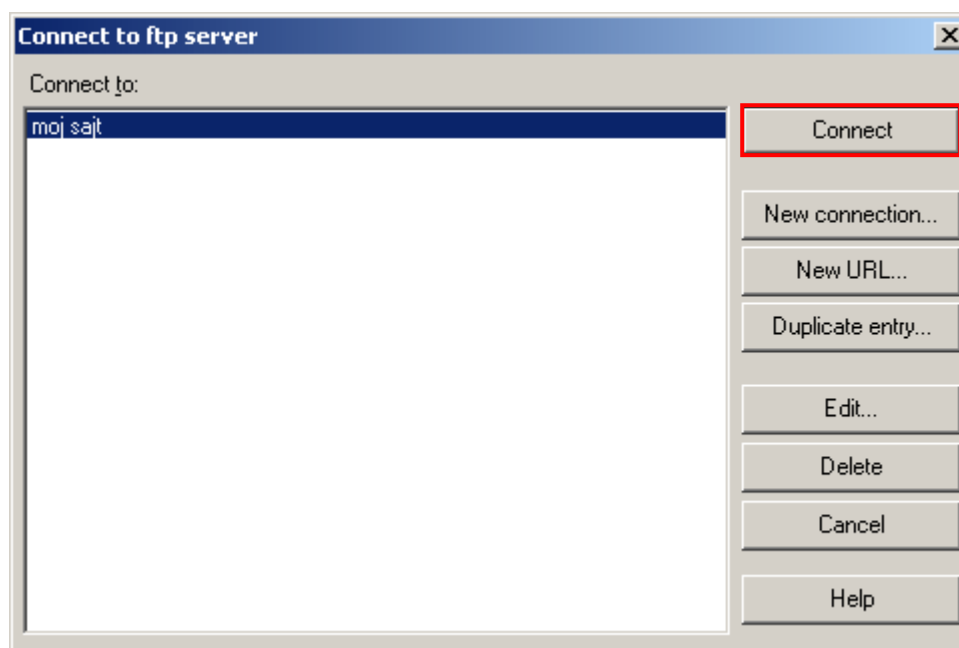 Connect to ftp server
Connect to:
moj sajt
Connect
New connection...
New URL...
Duplicate entry...
Edit...
Delete
Cancel
Help